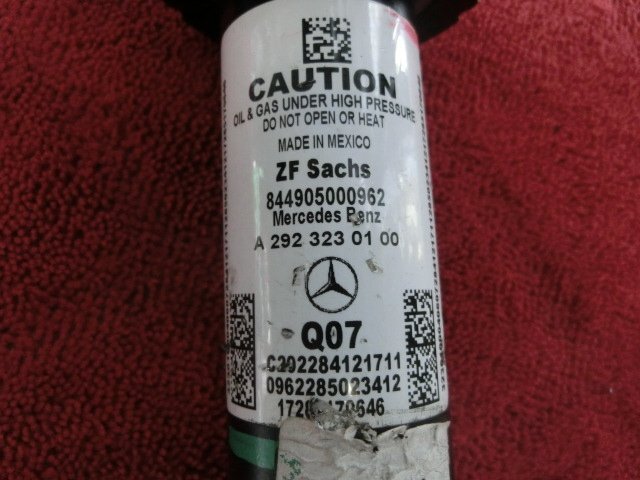 CAUTION
OIL & GAS UNDER HIGH PRESSURE
DO NOT OPEN OR HEAT
MADE IN MEXICO
ZF Sachs
844905000962
Mercedes Benz
A 292 323 01 00
Q07
C292284121711
0962285023412